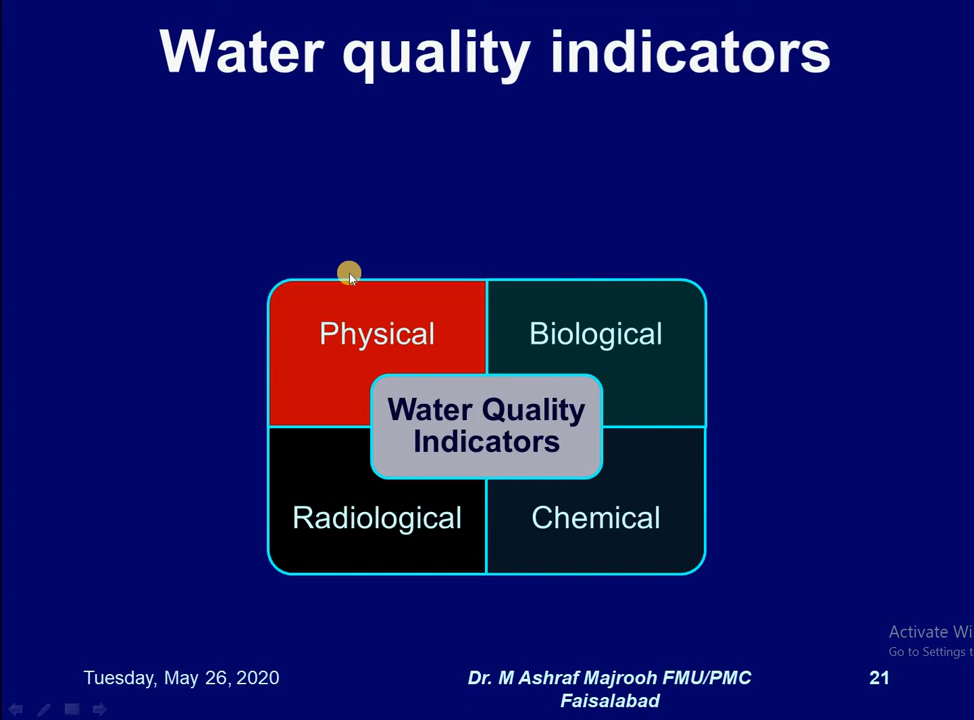 Water quality indicators
Physical
Biological
Water Quality
Indicators
Radiological
Chemical
Activate Wi
Go to Settings t
Tuesday, May 26, 2020
Dr. M Ashraf Majrooh FMU/PMC
Faisalabad
21